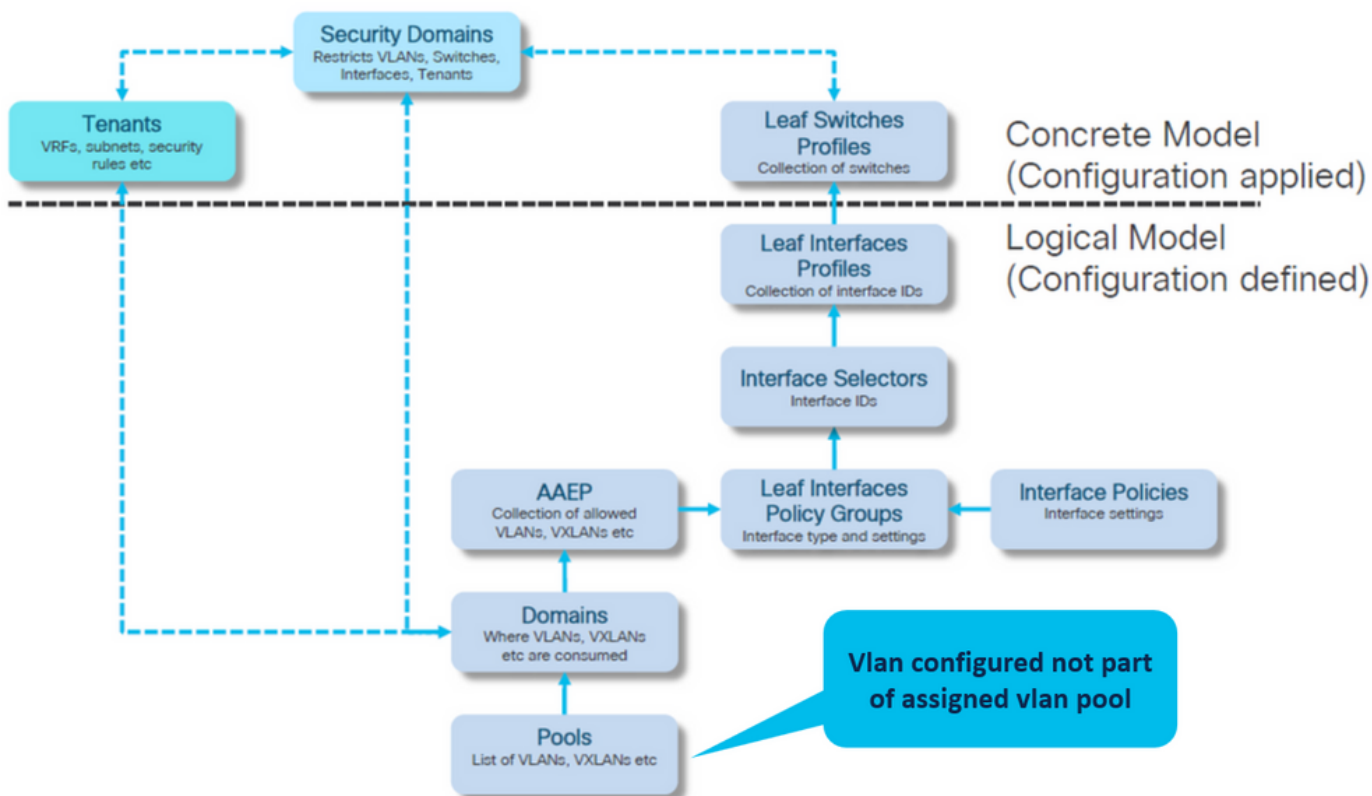 Security Domains
Restricts VLANs, Switches,
Interfaces, Tenants
Tenants
VRFs, subnets, security
rules etc
Leaf Switches
Profiles
Collection of switches
Concrete Model
(Configuration applied)
Logical Model
(Configuration defined)
Leaf Interfaces
Profiles
Collection of interface IDs
Interface Selectors
Interface IDs
AAEP
Collection of allowed
VLANs, VXLANs etc
Leaf Interfaces
Policy Groups
Interface type and settings
Interface Policies
Interface settings
Domains
Where VLANs, VXLANs
etc are consumed
Vlan configured not part
of assigned vlan pool
Pools
List of VLANs, VXLANs etc